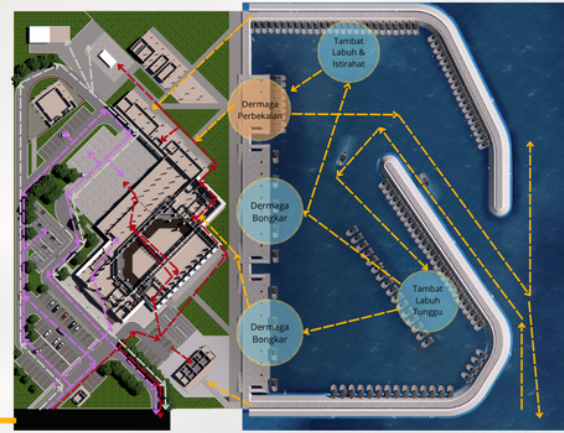 Tambat
Labuh &
Istirahat
Dermaga
Perbekalan
Dermaga
Bongkar
Tambat
Labuh
Tunggu
Dermaga
Bongkar